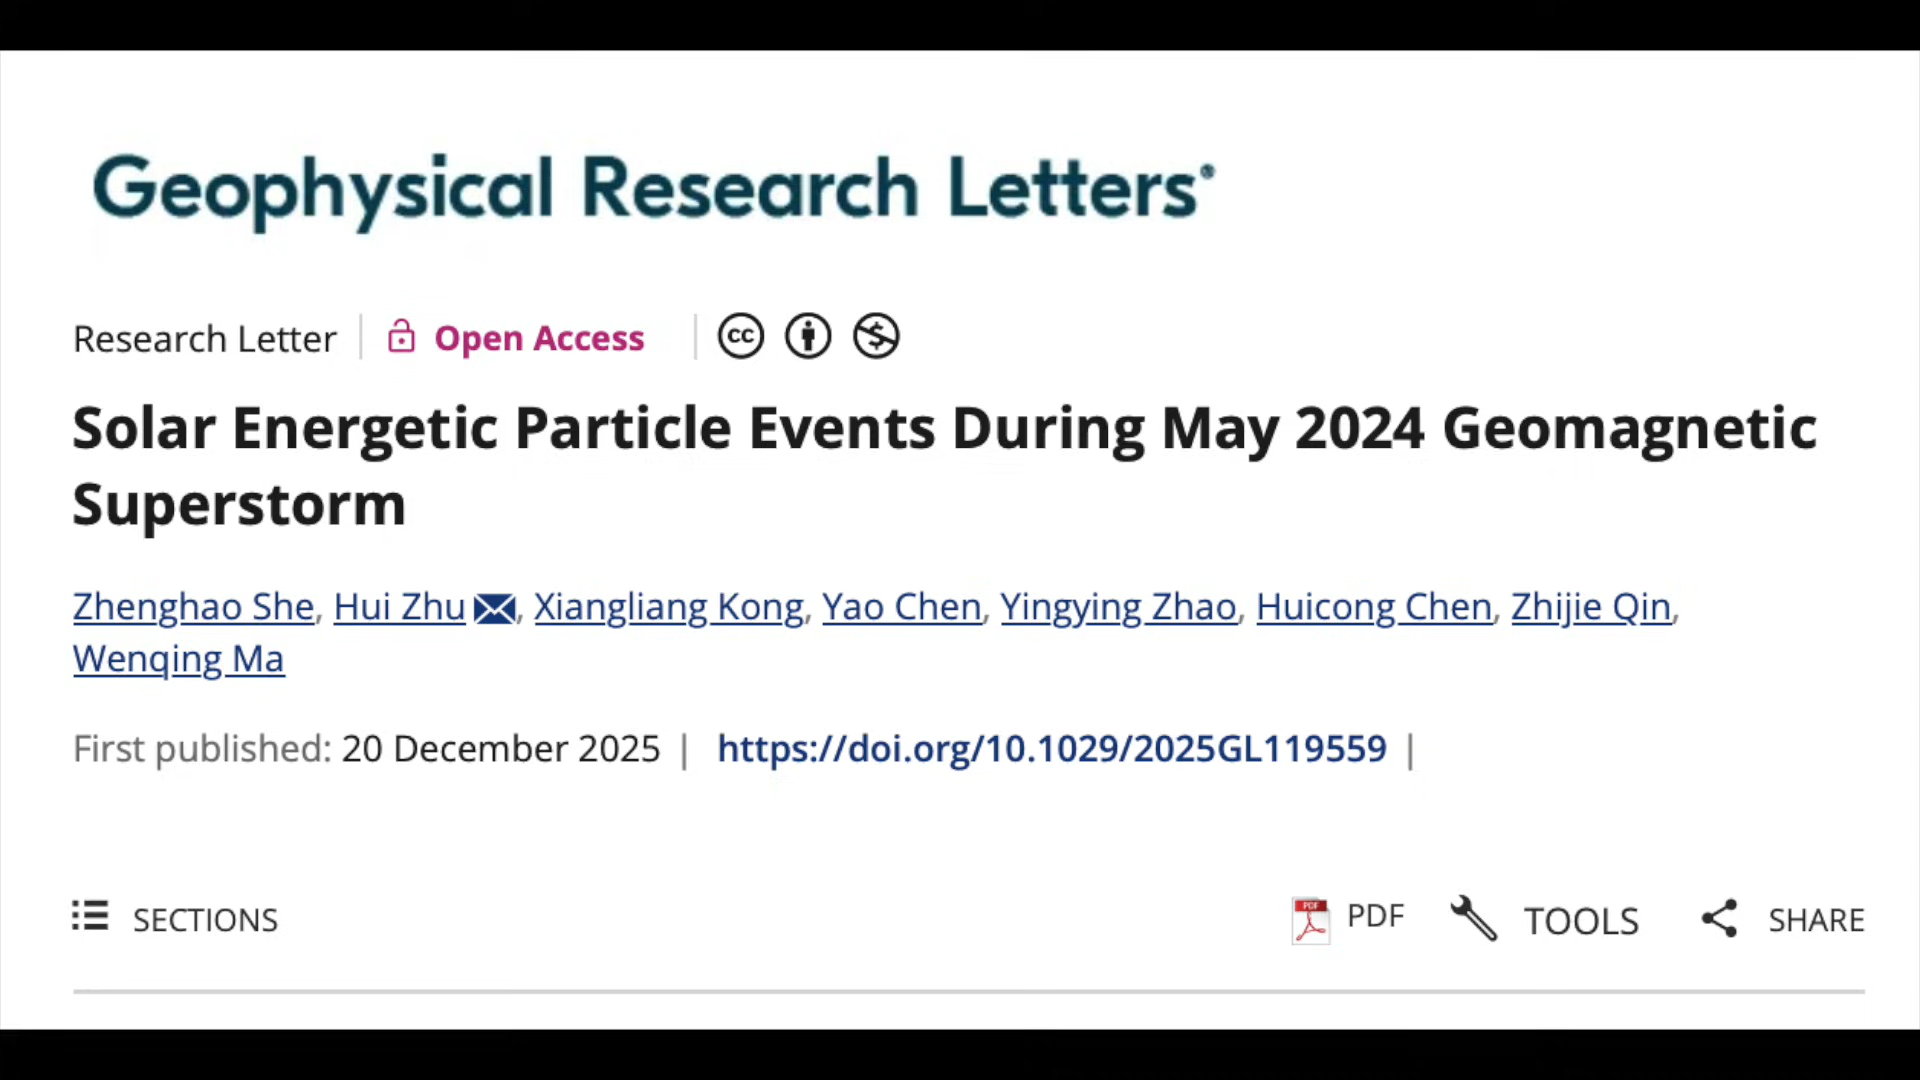 Geophysical Research Letters®
Research Letter | Open Access | cc
Solar Energetic Particle Events During May 2024 Geomagnetic
Superstorm
Zhenghao She, Hui Zhu, Xiangliang Kong, Yao Chen, Yingying Zhao, Huicong Chen, Zhijie Qin,
Wenqing Ma
First published: 20 December 2025 | https://doi.org/10.1029/2025GL119559 |
SECTIONS PDF TOOLS SHARE